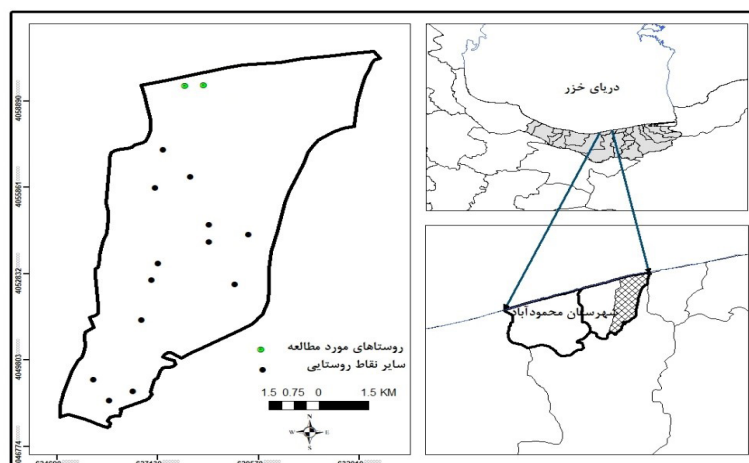 دریای خزر
شهرستان محمودآباد
4058890
4055861
4052832
4049803
4046774
روستاهای مورد مطالعه
سایر نقاط روستایی
1.5 0.75 0 1.5 KM
N
W E
S